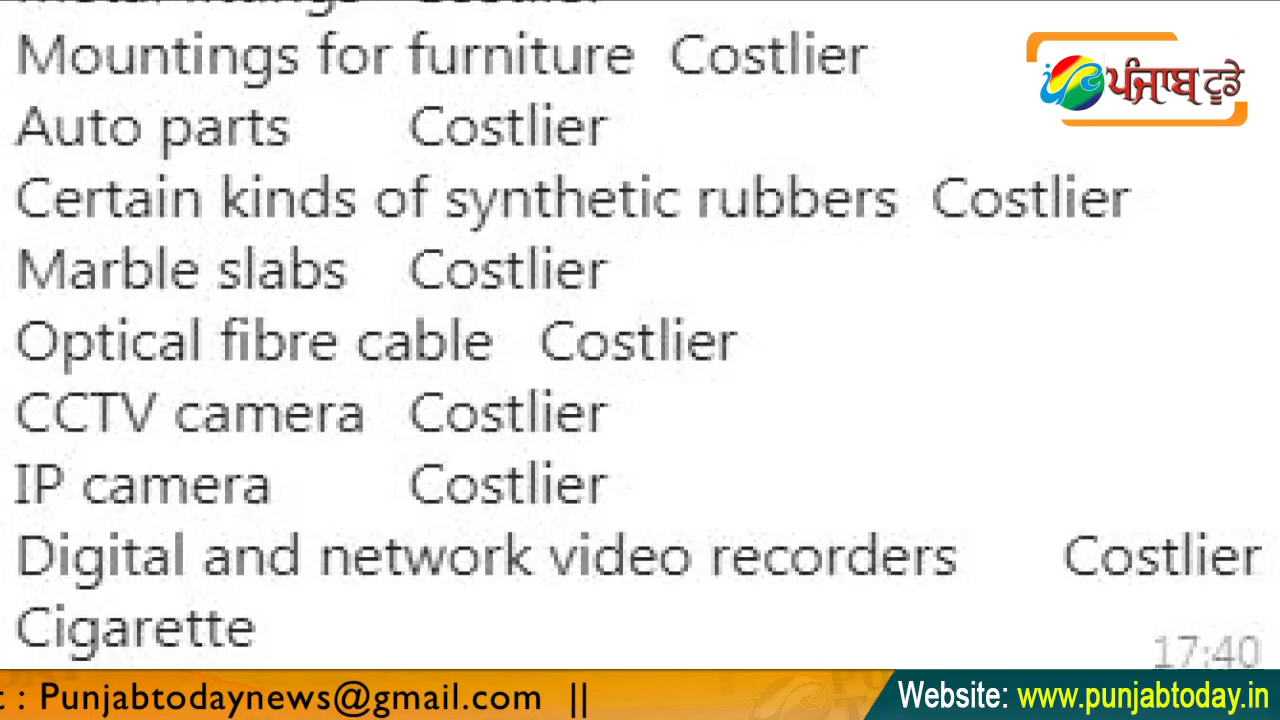 Costlier
Mountings for furniture Costlier
ਪੰਜਾਬ ਟੂਡੇ
Auto parts Costlier
Certain kinds of synthetic rubbers Costlier
Marble slabs Costlier
Optical fibre cable Costlier
CCTV camera Costlier
IP camera Costlier
Digital and network video recorders Costlier
Cigarette
17:40
: Punjabtodaynews@gmail.com ||
Website: www.punjabtoday.in